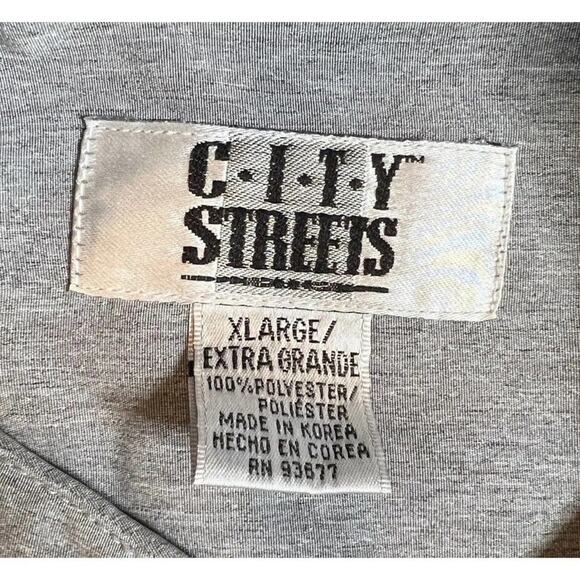 C·I·T·Y™
STREETS
XLARGE/
EXTRA GRANDE
100% POLYESTER/
POLIÉSTER
MADE IN KOREA
HECHO EN COREA
RN 93677